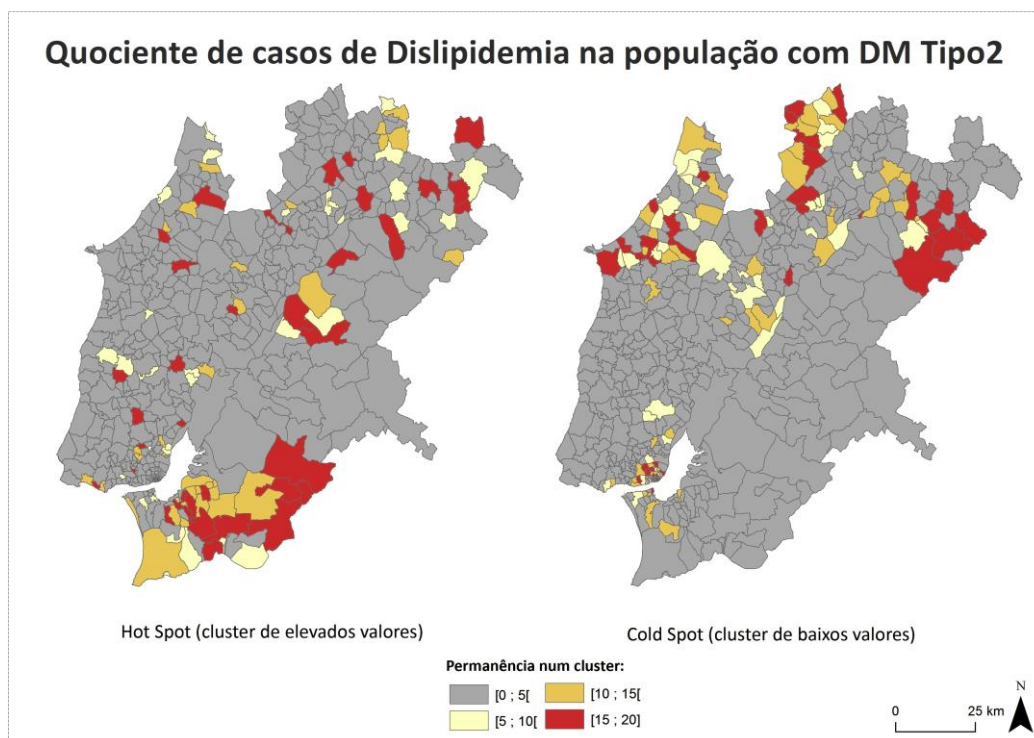 Quociente de casos de Dislipidemia na população com DM Tipo2
Hot Spot (cluster de elevados valores)
Cold Spot (cluster de baixos valores)
Permanência num cluster:
[0 ; 5[
[10 ; 15[
[5 ; 10[
[15 ; 20]
0
25 km
N